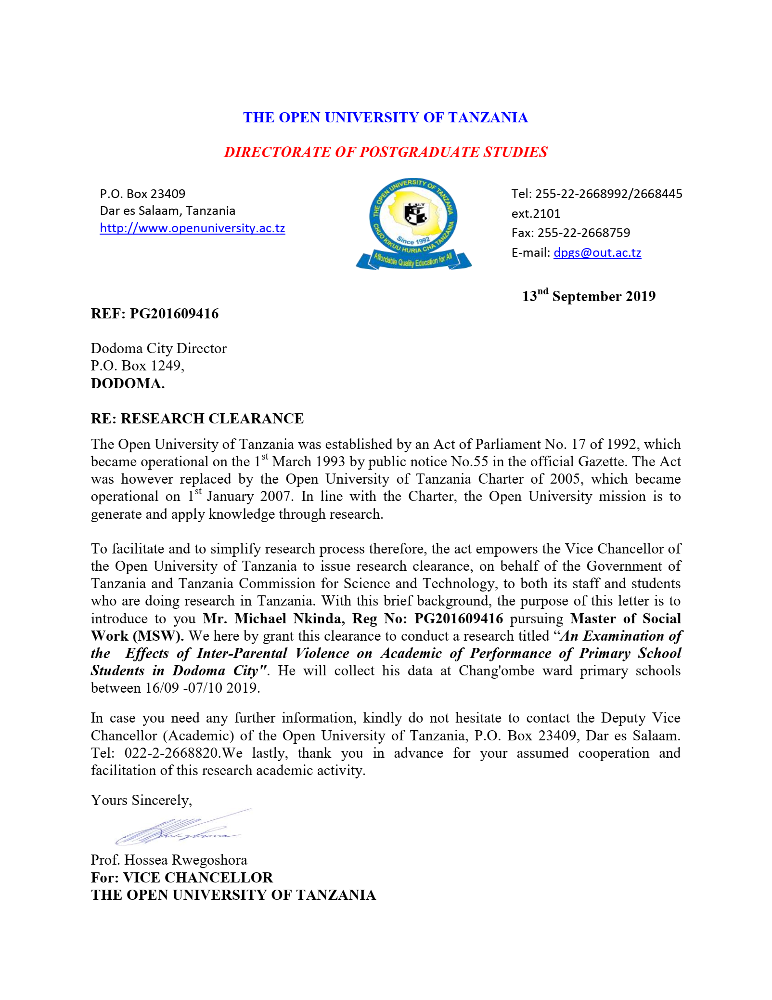 THE OPEN UNIVERSITY OF TANZANIA
DIRECTORATE OF POSTGRADUATE STUDIES
P.O. Box 23409
Dar es Salaam, Tanzania
http://www.openuniversity.ac.tz
THE OPEN UNIVERSITY OF TANZANIA
CHUO KIKUU HURIA CHA TANZANIA
Since 1992
Affordable Quality Education for All
Tel: 255-22-2668992/2668445
ext.2101
Fax: 255-22-2668759
E-mail: dpgs@out.ac.tz
13nd September 2019
REF: PG201609416
Dodoma City Director
P.O. Box 1249,
DODOMA.
RE: RESEARCH CLEARANCE
The Open University of Tanzania was established by an Act of Parliament No. 17 of 1992, which
became operational on the 1st March 1993 by public notice No.55 in the official Gazette. The Act
was however replaced by the Open University of Tanzania Charter of 2005, which became
operational on 1st January 2007. In line with the Charter, the Open University mission is to
generate and apply knowledge through research.
To facilitate and to simplify research process therefore, the act empowers the Vice Chancellor of
the Open University of Tanzania to issue research clearance, on behalf of the Government of
Tanzania and Tanzania Commission for Science and Technology, to both its staff and students
who are doing research in Tanzania. With this brief background, the purpose of this letter is to
introduce to you Mr. Michael Nkinda, Reg No: PG201609416 pursuing Master of Social
Work (MSW). We here by grant this clearance to conduct a research titled “An Examination of
the Effects of Inter-Parental Violence on Academic of Performance of Primary School
Students in Dodoma City". He will collect his data at Chang'ombe ward primary schools
between 16/09 -07/10 2019.
In case you need any further information, kindly do not hesitate to contact the Deputy Vice
Chancellor (Academic) of the Open University of Tanzania, P.O. Box 23409, Dar es Salaam.
Tel: 022-2-2668820.We lastly, thank you in advance for your assumed cooperation and
facilitation of this research academic activity.
Yours Sincerely,
Prof. Hossea Rwegoshora
For: VICE CHANCELLOR
THE OPEN UNIVERSITY OF TANZANIA